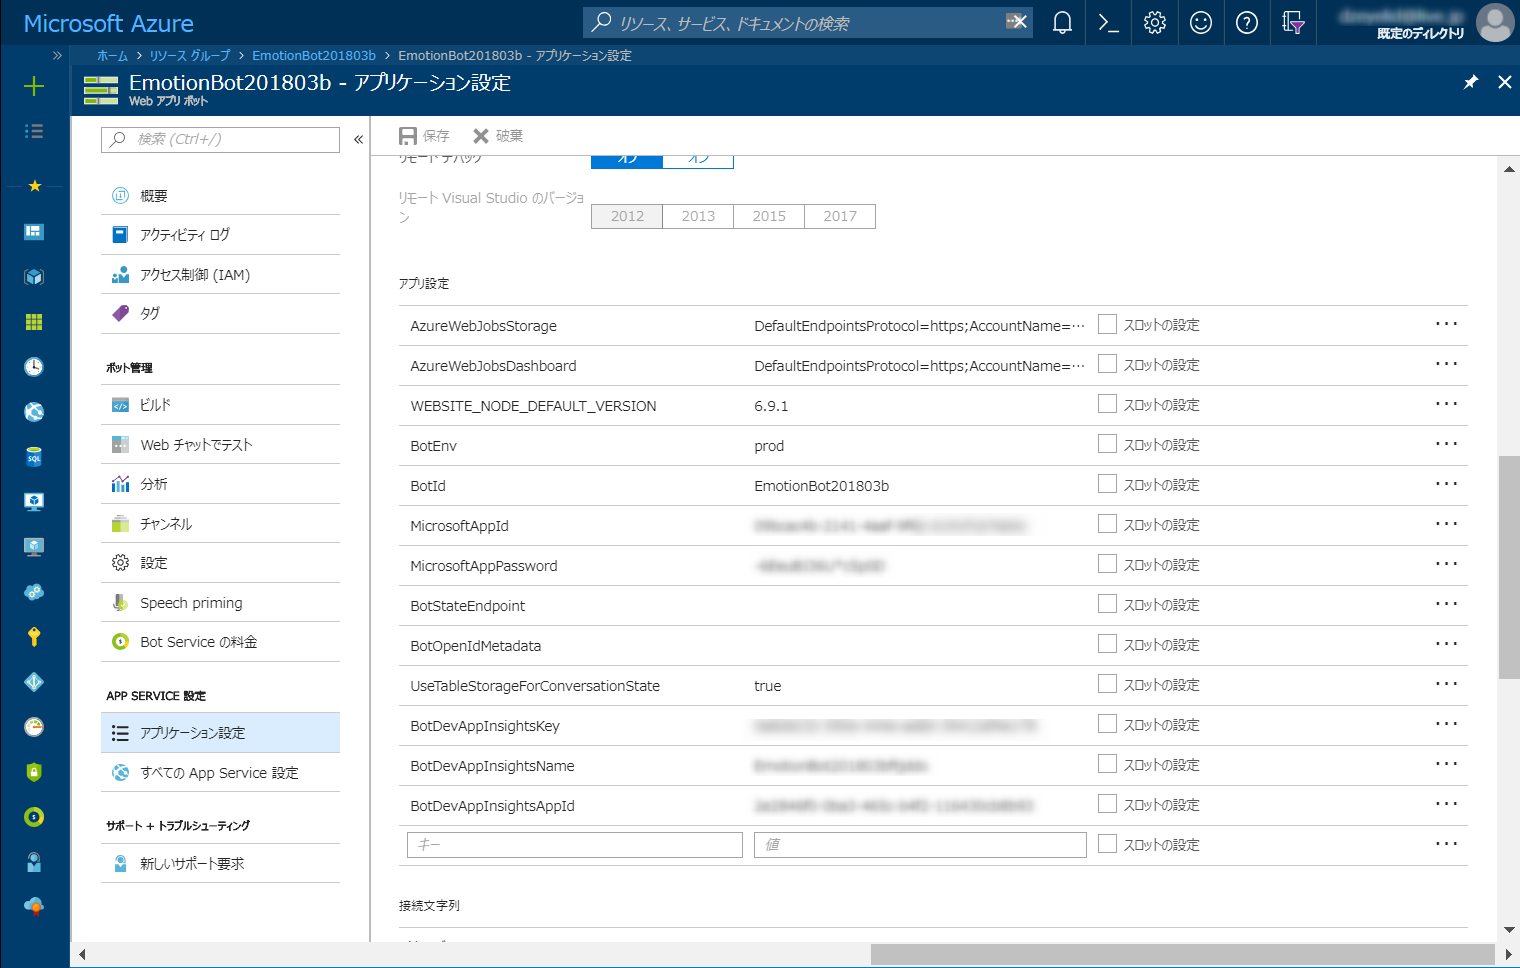 Microsoft Azure
リソース、サービス、ドキュメントの検索
既定のディレクトリ
ホーム > リソース グループ > EmotionBot201803b > EmotionBot201803b - アプリケーション設定
EmotionBot201803b - アプリケーション設定
Web アプリ ボット
検索 (Ctrl+/)
概要
アクティビティ ログ
アクセス制御 (IAM)
タグ
ボット管理
ビルド
Web チャットでテスト
分析
チャンネル
設定
Speech priming
Bot Service の料金
APP SERVICE 設定
アプリケーション設定
すべての App Service 設定
サポート + トラブルシューティング
新しいサポート要求
保存 破棄
リモート デバッグ
リモート Visual Studio のバージョン
2012 2013 2015 2017
アプリ設定
AzureWebJobsStorage DefaultEndpointsProtocol=https;AccountName=… スロットの設定 ...
AzureWebJobsDashboard DefaultEndpointsProtocol=https;AccountName=… スロットの設定 ...
WEBSITE_NODE_DEFAULT_VERSION 6.9.1 スロットの設定 ...
BotEnv prod スロットの設定 ...
BotId EmotionBot201803b スロットの設定 ...
MicrosoftAppId スロットの設定 ...
MicrosoftAppPassword スロットの設定 ...
BotStateEndpoint スロットの設定 ...
BotOpenIdMetadata スロットの設定 ...
UseTableStorageForConversationState true スロットの設定 ...
BotDevAppInsightsKey スロットの設定 ...
BotDevAppInsightsName スロットの設定 ...
BotDevAppInsightsAppId スロットの設定 ...
キー 値 スロットの設定 ...
接続文字列